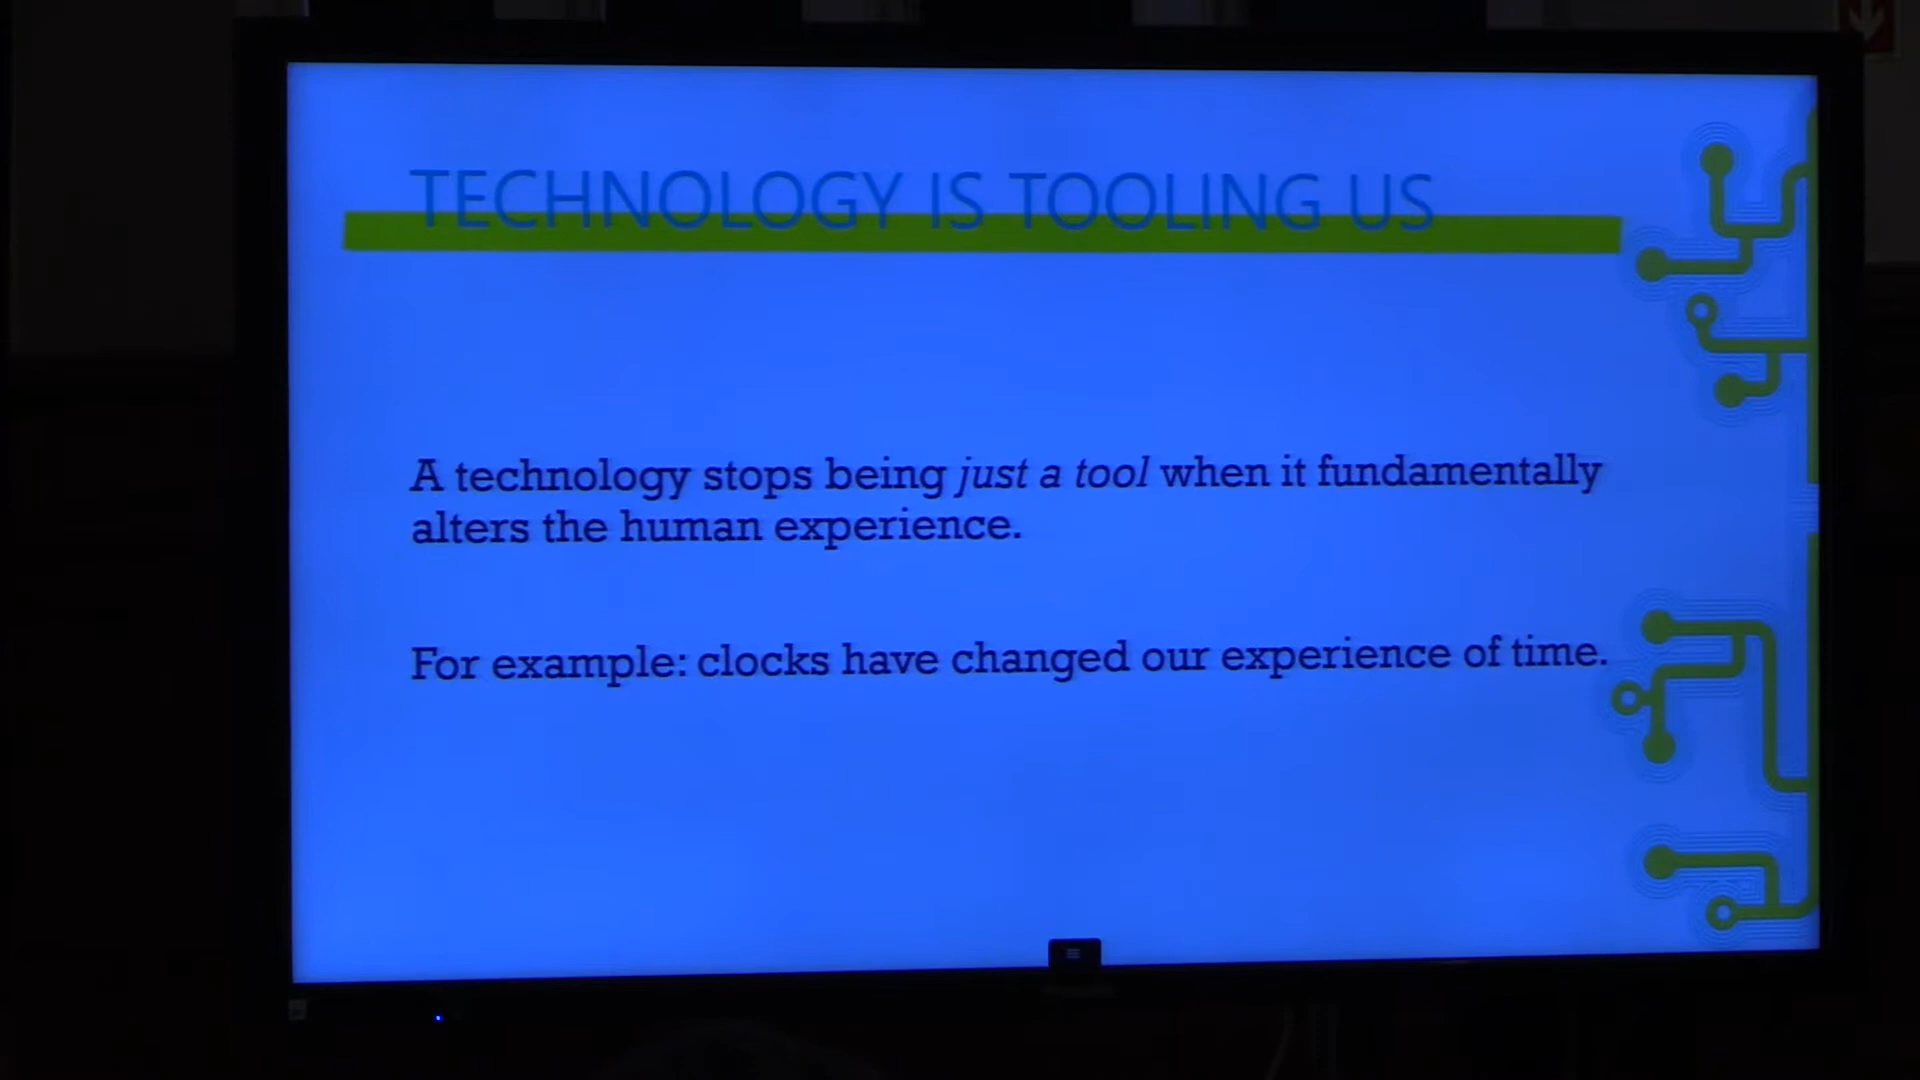 TECHNOLOGY IS TOOLING US
A technology stops being just a tool when it fundamentally
alters the human experience.
For example: clocks have changed our experience of time.